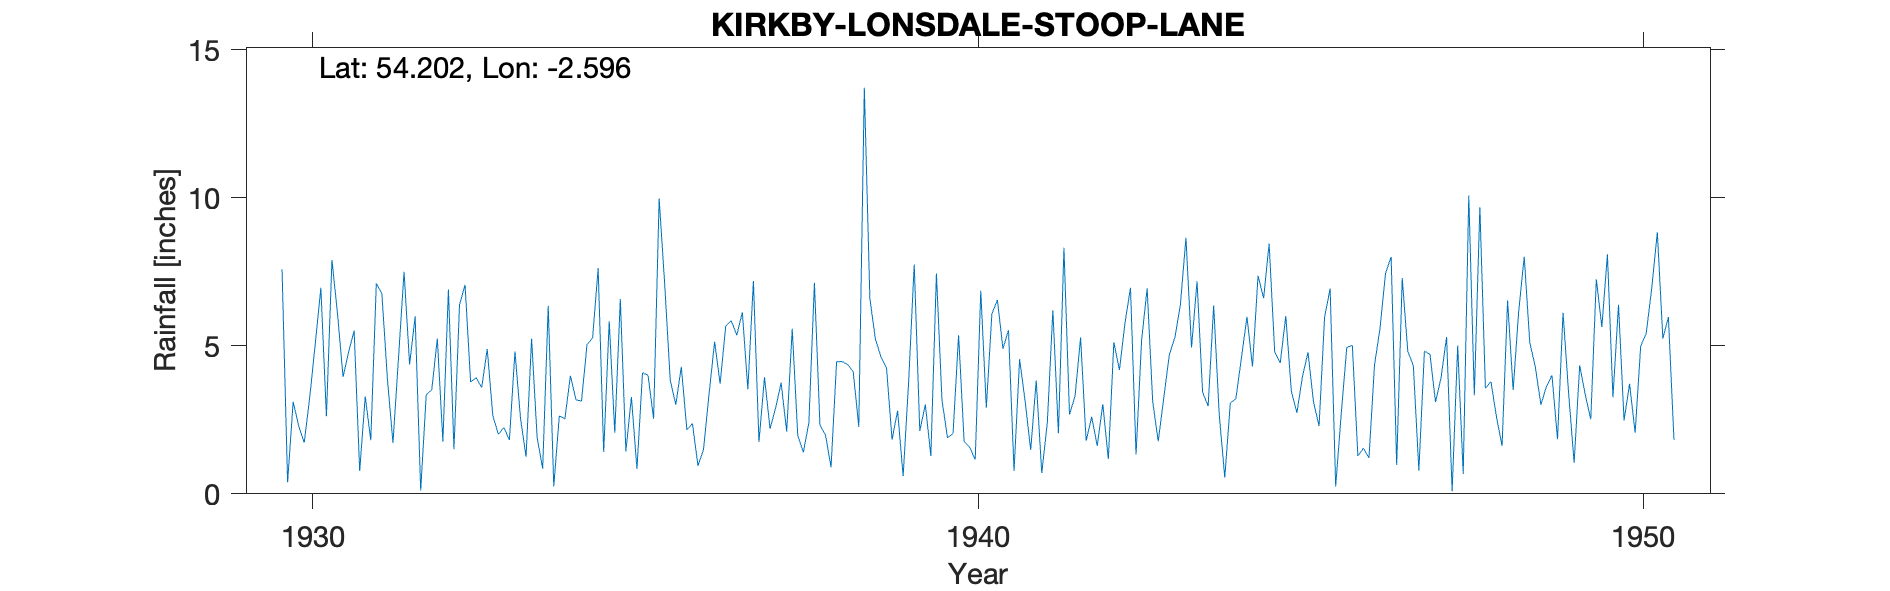 KIRKBY-LONSDALE-STOOP-LANE
Lat: 54.202, Lon: -2.596
15
10
5
0
Rainfall [inches]
1930 1940 1950
Year